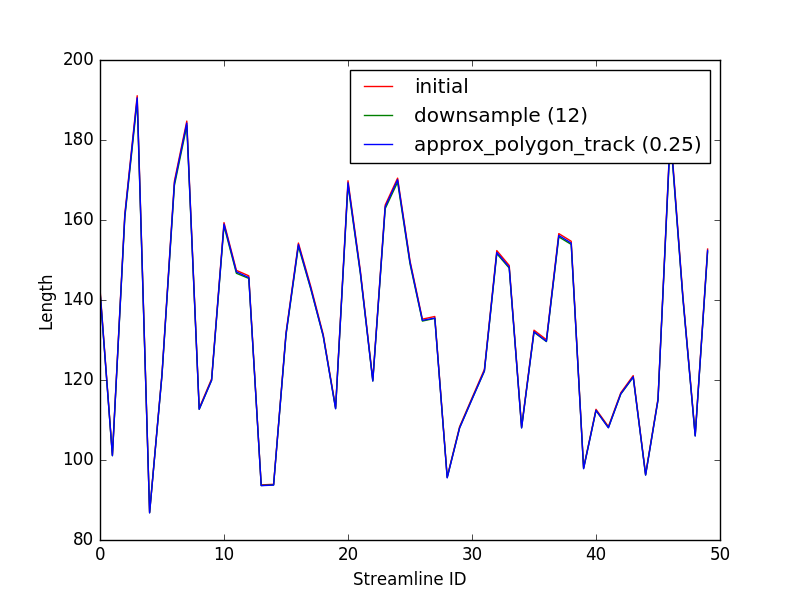 200
180
160
140
120
100
80
0
10
20
30
40
50
Length
Streamline ID
initial
downsample (12)
approx_polygon_track (0.25)